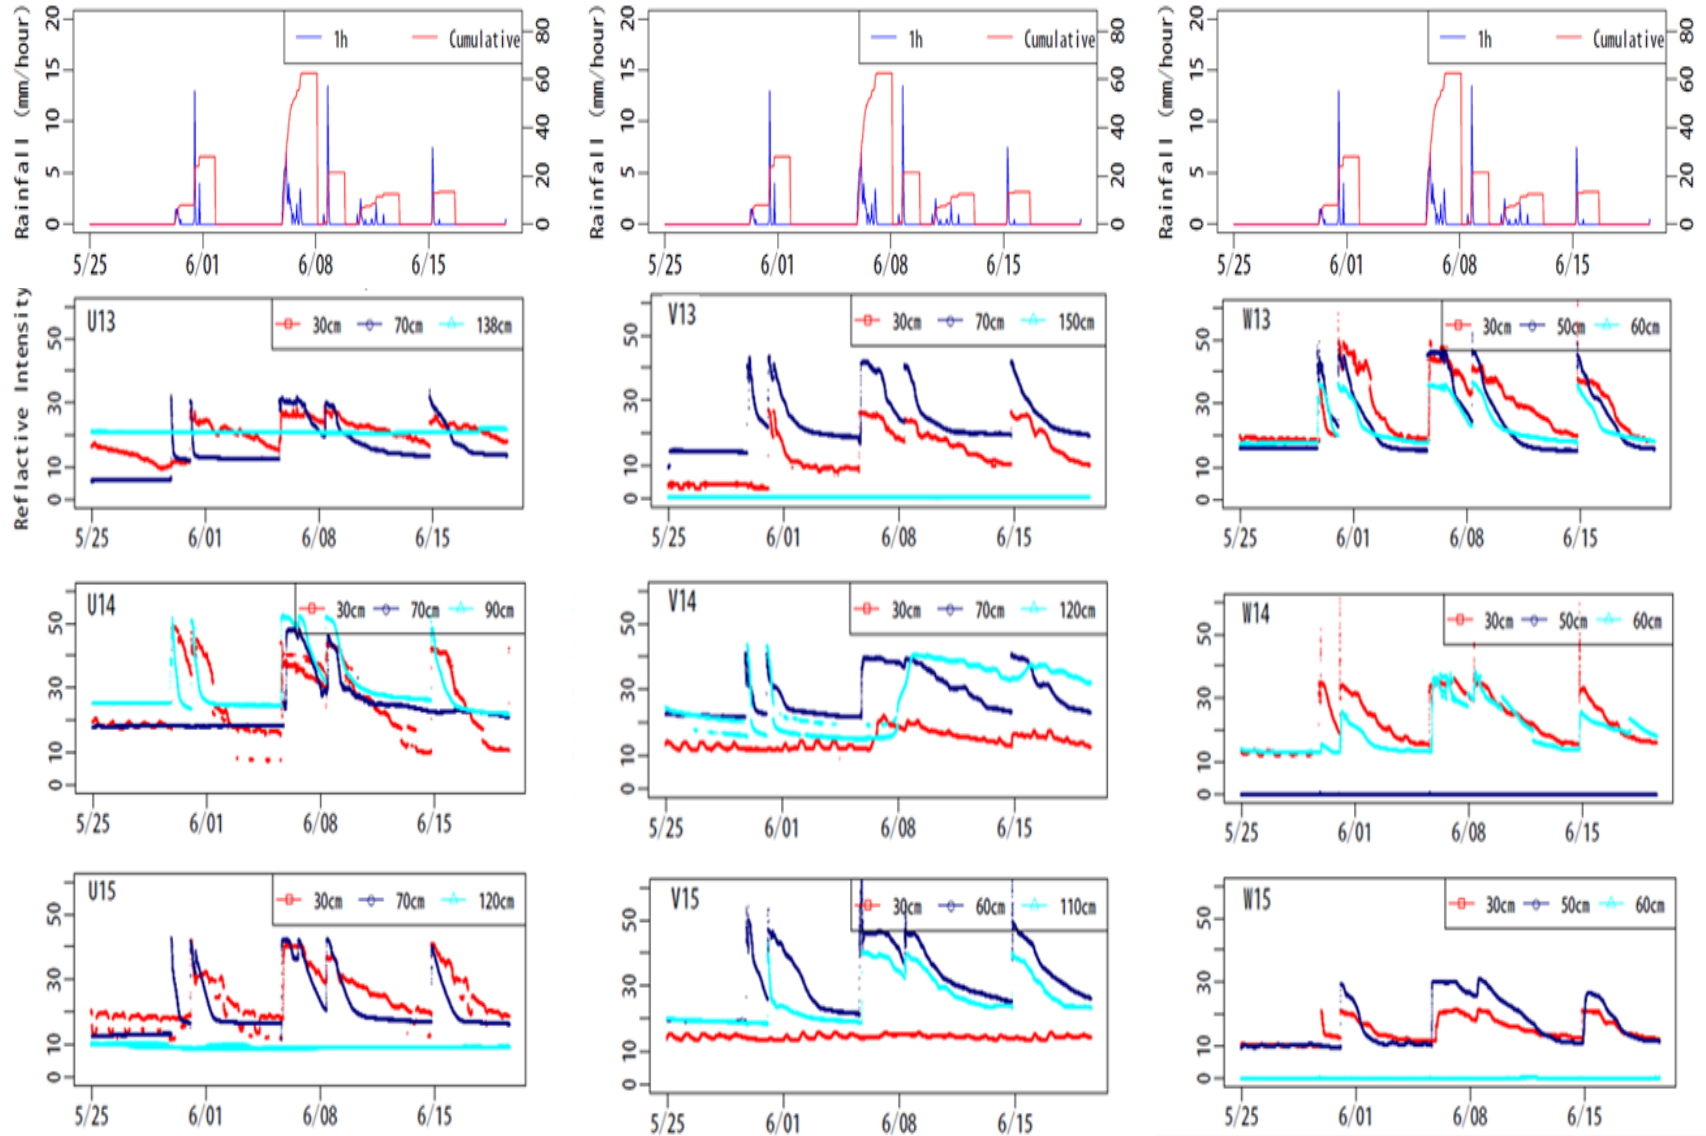 Rainfall (mm/hour)
20
15
10
5
0
1h Cumulative
80
60
40
20
0
5/25 6/01 6/08 6/15
Rainfall (mm/hour)
20
15
10
5
0
1h Cumulative
80
60
40
20
0
5/25 6/01 6/08 6/15
Rainfall (mm/hour)
20
15
10
5
0
1h Cumulative
80
60
40
20
0
5/25 6/01 6/08 6/15
Reflactive Intensity
U13
30cm 70cm 138cm
50
30
10
0
5/25 6/01 6/08 6/15
V13
30cm 70cm 150cm
50
30
10
0
5/25 6/01 6/08 6/15
W13
30cm 50cm 60cm
50
30
10
0
5/25 6/01 6/08 6/15
U14
30cm 70cm 90cm
50
30
10
0
5/25 6/01 6/08 6/15
V14
30cm 70cm 120cm
50
30
10
0
5/25 6/01 6/08 6/15
W14
30cm 50cm 60cm
50
30
10
0
5/25 6/01 6/08 6/15
U15
30cm 70cm 120cm
50
30
10
0
5/25 6/01 6/08 6/15
V15
30cm 60cm 110cm
50
30
10
0
5/25 6/01 6/08 6/15
W15
30cm 50cm 60cm
50
30
10
0
5/25 6/01 6/08 6/15